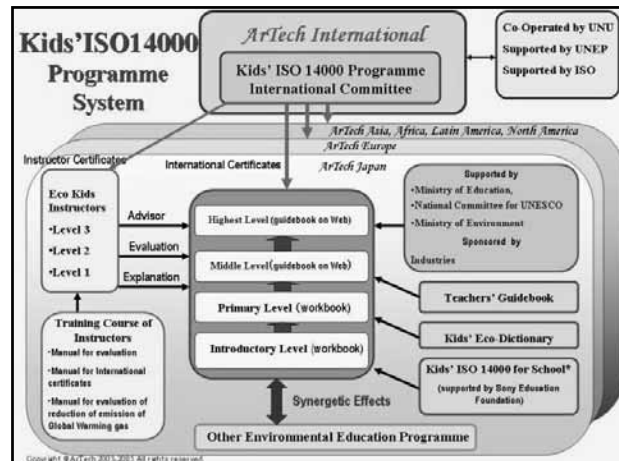 Kids'ISO14000
Programme
System
ArTech International
Kids' ISO 14000 Programme
International Committee
Co-Operated by UNU
Supported by UNEP
Supported by ISO
ArTech Asia, Africa, Latin America, North America
ArTech Europe
ArTech Japan
Instructor Certificates
International Certificates
Eco Kids
Instructors
•Level 3
•Level 2
•Level 1
Advisor
Evaluation
Explanation
Highest Level (guidebook on Web)
Middle Level(guidebook on Web)
Primary Level (workbook)
Introductory Level (workbook)
Supported by
•Ministry of Education,
•National Committee for UNESCO
•Ministry of Environment
Sponsored by
Industries
Teachers' Guidebook
Kids' Eco-Dictionary
Kids' ISO 14000 for School*
(supported by Sony Education
Foundation)
Training Course of
Instructors
•Manual for evaluation
•Manual for International
certificates
•Manual for evaluation of
reduction of emission of
Global Warming gas
Synergetic Effects
Other Environmental Education Programme
Copyright © ArTech All rights reserved.